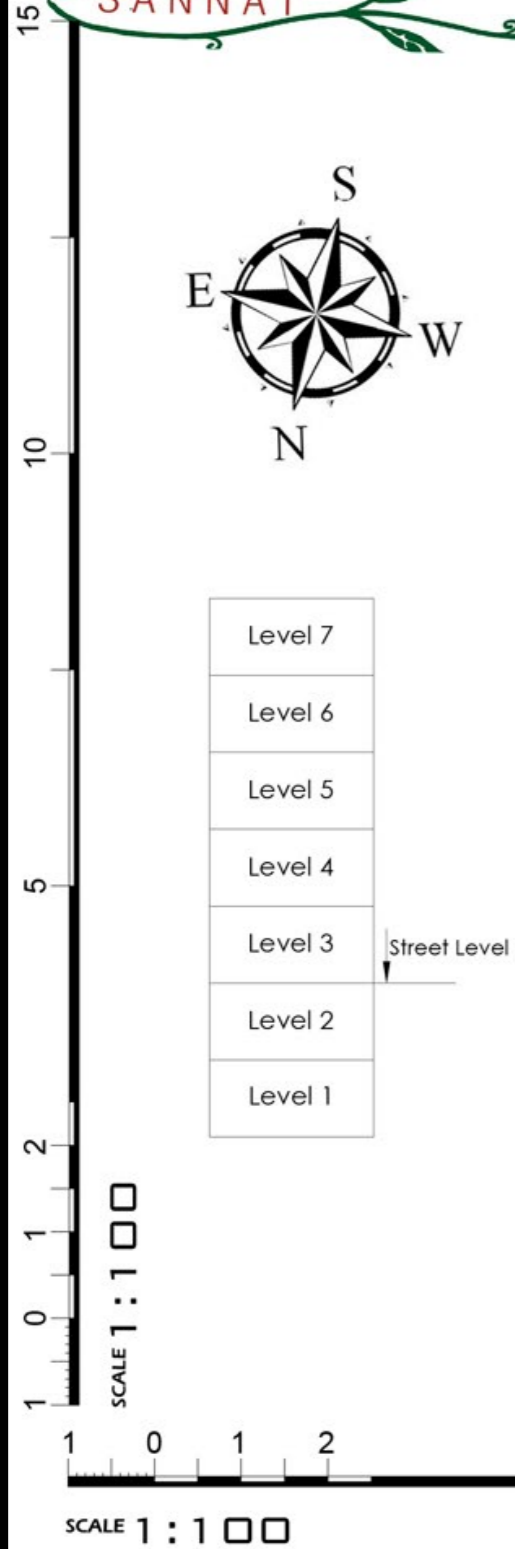 SANNAT
15
S
E
W
N
10
Level 7
Level 6
Level 5
5
Level 4
Level 3
Street Level
Level 2
Level 1
2
1
0
1
SCALE 1:100
1 0 1 2
SCALE 1:100